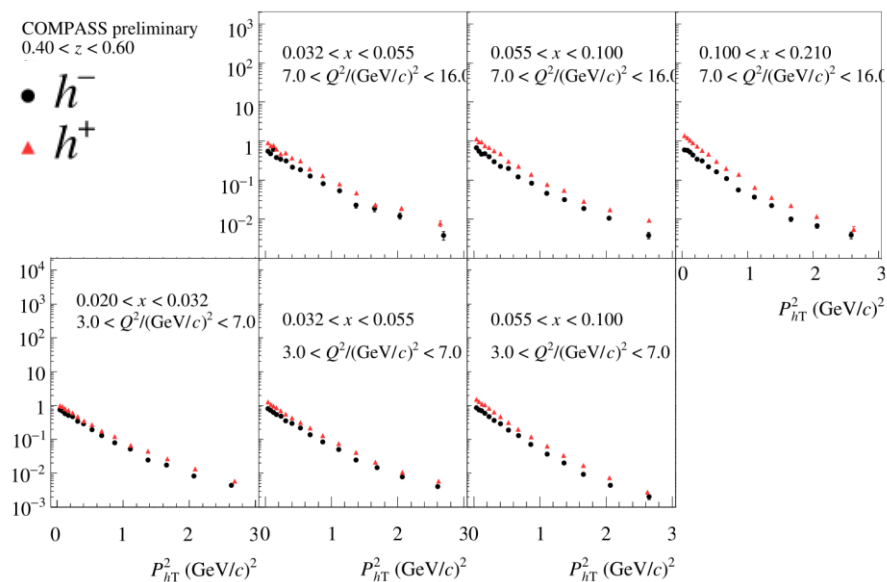 COMPASS preliminary
0.40 < z < 0.60
h⁻
h⁺
10³
10²
10
1
10⁻¹
10⁻²
0.032 < x < 0.055
7.0 < Q²/(GeV/c)² < 16.0
0.055 < x < 0.100
7.0 < Q²/(GeV/c)² < 16.0
0.100 < x < 0.210
7.0 < Q²/(GeV/c)² < 16.0
0 1 2 3
P²hT (GeV/c)²
10⁴
10³
10²
10
1
10⁻¹
10⁻²
10⁻³
0.020 < x < 0.032
3.0 < Q²/(GeV/c)² < 7.0
0.032 < x < 0.055
3.0 < Q²/(GeV/c)² < 7.0
0.055 < x < 0.100
3.0 < Q²/(GeV/c)² < 7.0
0 1 2 30 1 2 30 1 2 3
P²hT (GeV/c)² P²hT (GeV/c)² P²hT (GeV/c)²